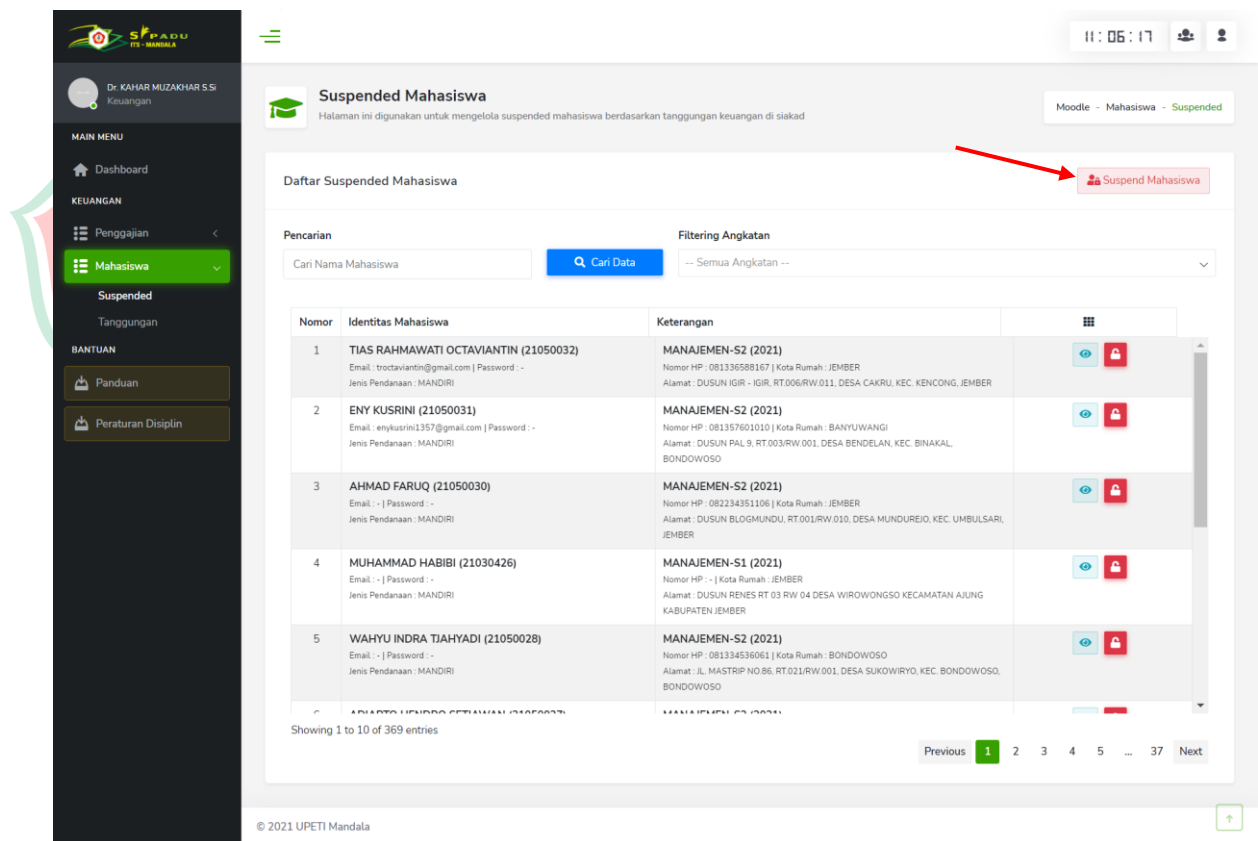 SIPADU
ITS - MANDALA
11:06:17
Dr. KAHAR MUZAKHAR S.Si
Keuangan
MAIN MENU
Dashboard
KEUANGAN
Penggajian
Mahasiswa
Suspended
Tanggungan
BANTUAN
Panduan
Peraturan Disiplin
Suspended Mahasiswa
Halaman ini digunakan untuk mengelola suspended mahasiswa berdasarkan tanggungan keuangan di siakad
Moodle - Mahasiswa - Suspended
Daftar Suspended Mahasiswa
Suspend Mahasiswa
Pencarian
Filtering Angkatan
Cari Nama Mahasiswa
Cari Data
-- Semua Angkatan --
Nomor Identitas Mahasiswa Keterangan
1 TIAS RAHMAWATI OCTAVIANTIN (21050032) MANAJEMEN-S2 (2021)
Email : troctaviantin@gmail.com | Password : - Nomor HP : 081336588167 | Kota Rumah : JEMBER
Jenis Pendanaan : MANDIRI Alamat : DUSUN IGIR - IGIR, RT.006/RW.011, DESA CAKRU, KEC. KENCONG, JEMBER
2 ENY KUSRINI (21050031) MANAJEMEN-S2 (2021)
Email : enykusrini1357@gmail.com | Password : - Nomor HP : 081357601010 | Kota Rumah : BANYUWANGI
Jenis Pendanaan : MANDIRI Alamat : DUSUN PAL 9, RT.003/RW.001, DESA BENDELAN, KEC. BINAKAL,
BONDOWOSO
3 AHMAD FARUQ (21050030) MANAJEMEN-S2 (2021)
Email : - | Password : - Nomor HP : 082234351106 | Kota Rumah : JEMBER
Jenis Pendanaan : MANDIRI Alamat : DUSUN BLOGMUNDU, RT.001/RW.010, DESA MUNDUREJO, KEC. UMBULSARI,
JEMBER
4 MUHAMMAD HABIBI (21030426) MANAJEMEN-S1 (2021)
Email : - | Password : - Nomor HP : - | Kota Rumah : JEMBER
Jenis Pendanaan : MANDIRI Alamat : DUSUN RENES RT 03 RW 04 DESA WIROWONGSO KECAMATAN AJUNG
KABUPATEN JEMBER
5 WAHYU INDRA TJAHYADI (21050028) MANAJEMEN-S2 (2021)
Email : - | Password : - Nomor HP : 081334536061 | Kota Rumah : BONDOWOSO
Jenis Pendanaan : MANDIRI Alamat : JL. MASTRIP NO.86, RT.021/RW.001, DESA SUKOWIRYO, KEC. BONDOWOSO,
BONDOWOSO
Showing 1 to 10 of 369 entries
Previous 1 2 3 4 5 ... 37 Next
© 2021 UPETI Mandala